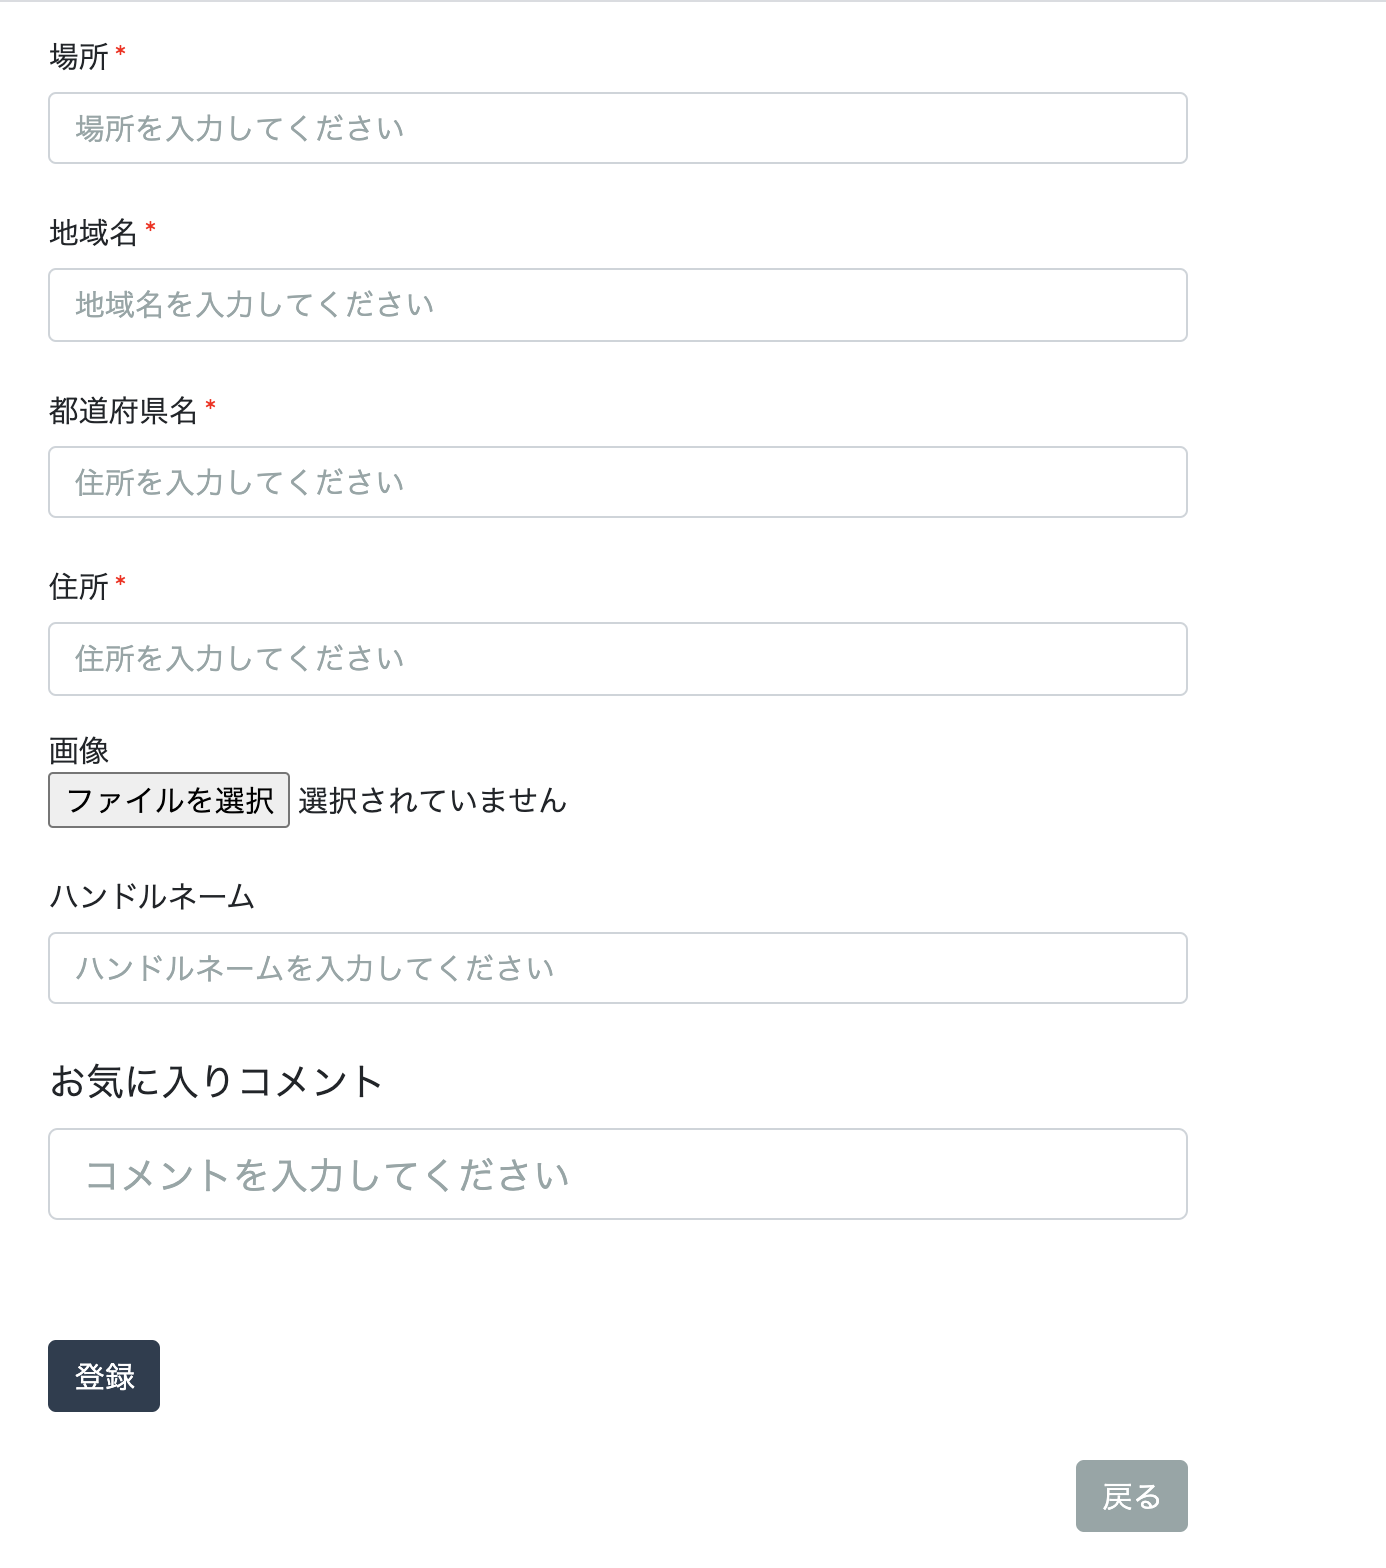 場所 *
場所を入力してください
地域名 *
地域名を入力してください
都道府県名 *
住所を入力してください
住所 *
住所を入力してください
画像
ファイルを選択 選択されていません
ハンドルネーム
ハンドルネームを入力してください
お気に入りコメント
コメントを入力してください
登録
戻る